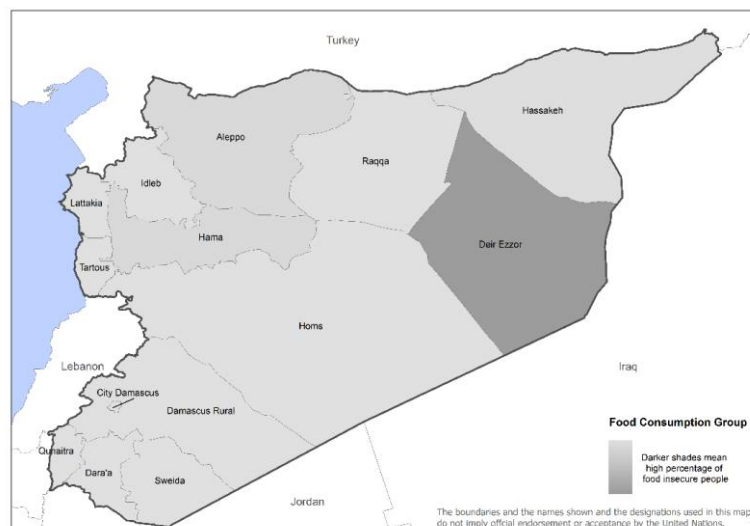 Turkey
Hassakeh
Aleppo
Raqqa
Idleb
Lattakia
Hama
Deir Ezzor
Tartous
Homs
Lebanon
Iraq
City Damascus
Damascus Rural
Qunaitra
Dara'a
Sweida
Jordan
Food Consumption Group
Darker shades mean
high percentage of
food insecure people
The boundaries and the names shown and the designations used in this map
do not imply official endorsement or acceptance by the United Nations.